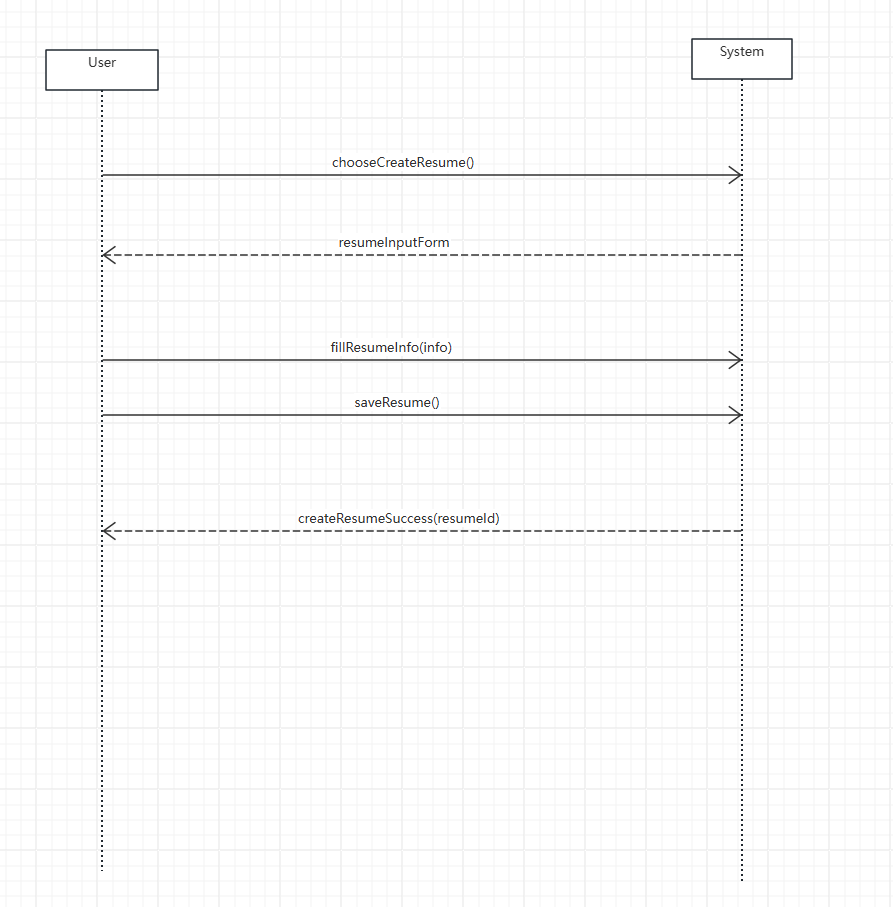 User
System
chooseCreateResume()
resumeInputForm
fillResumeInfo(info)
saveResume()
createResumeSuccess(resumeId)